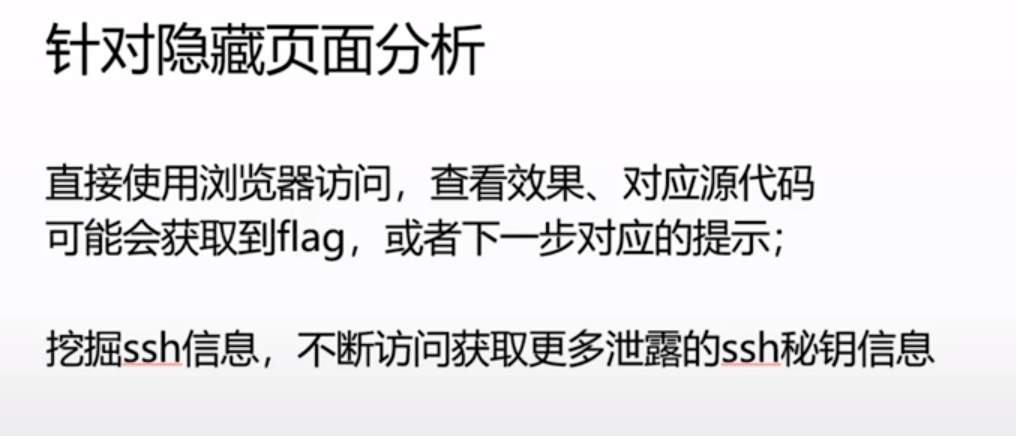 针对隐藏页面分析
直接使用浏览器访问，查看效果、对应源代码
可能会获取到flag，或者下一步对应的提示；
挖掘ssh信息，不断访问获取更多泄露的ssh秘钥信息